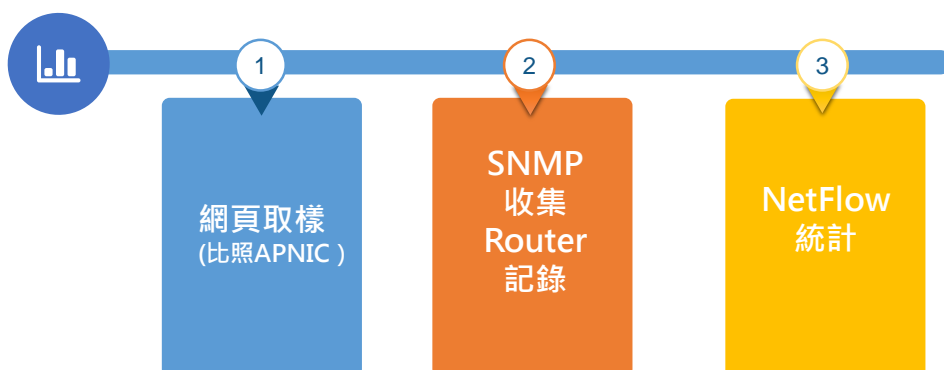 1
2
3
網頁取樣
(比照APNIC )
SNMP
收集
Router
記錄
NetFlow
統計